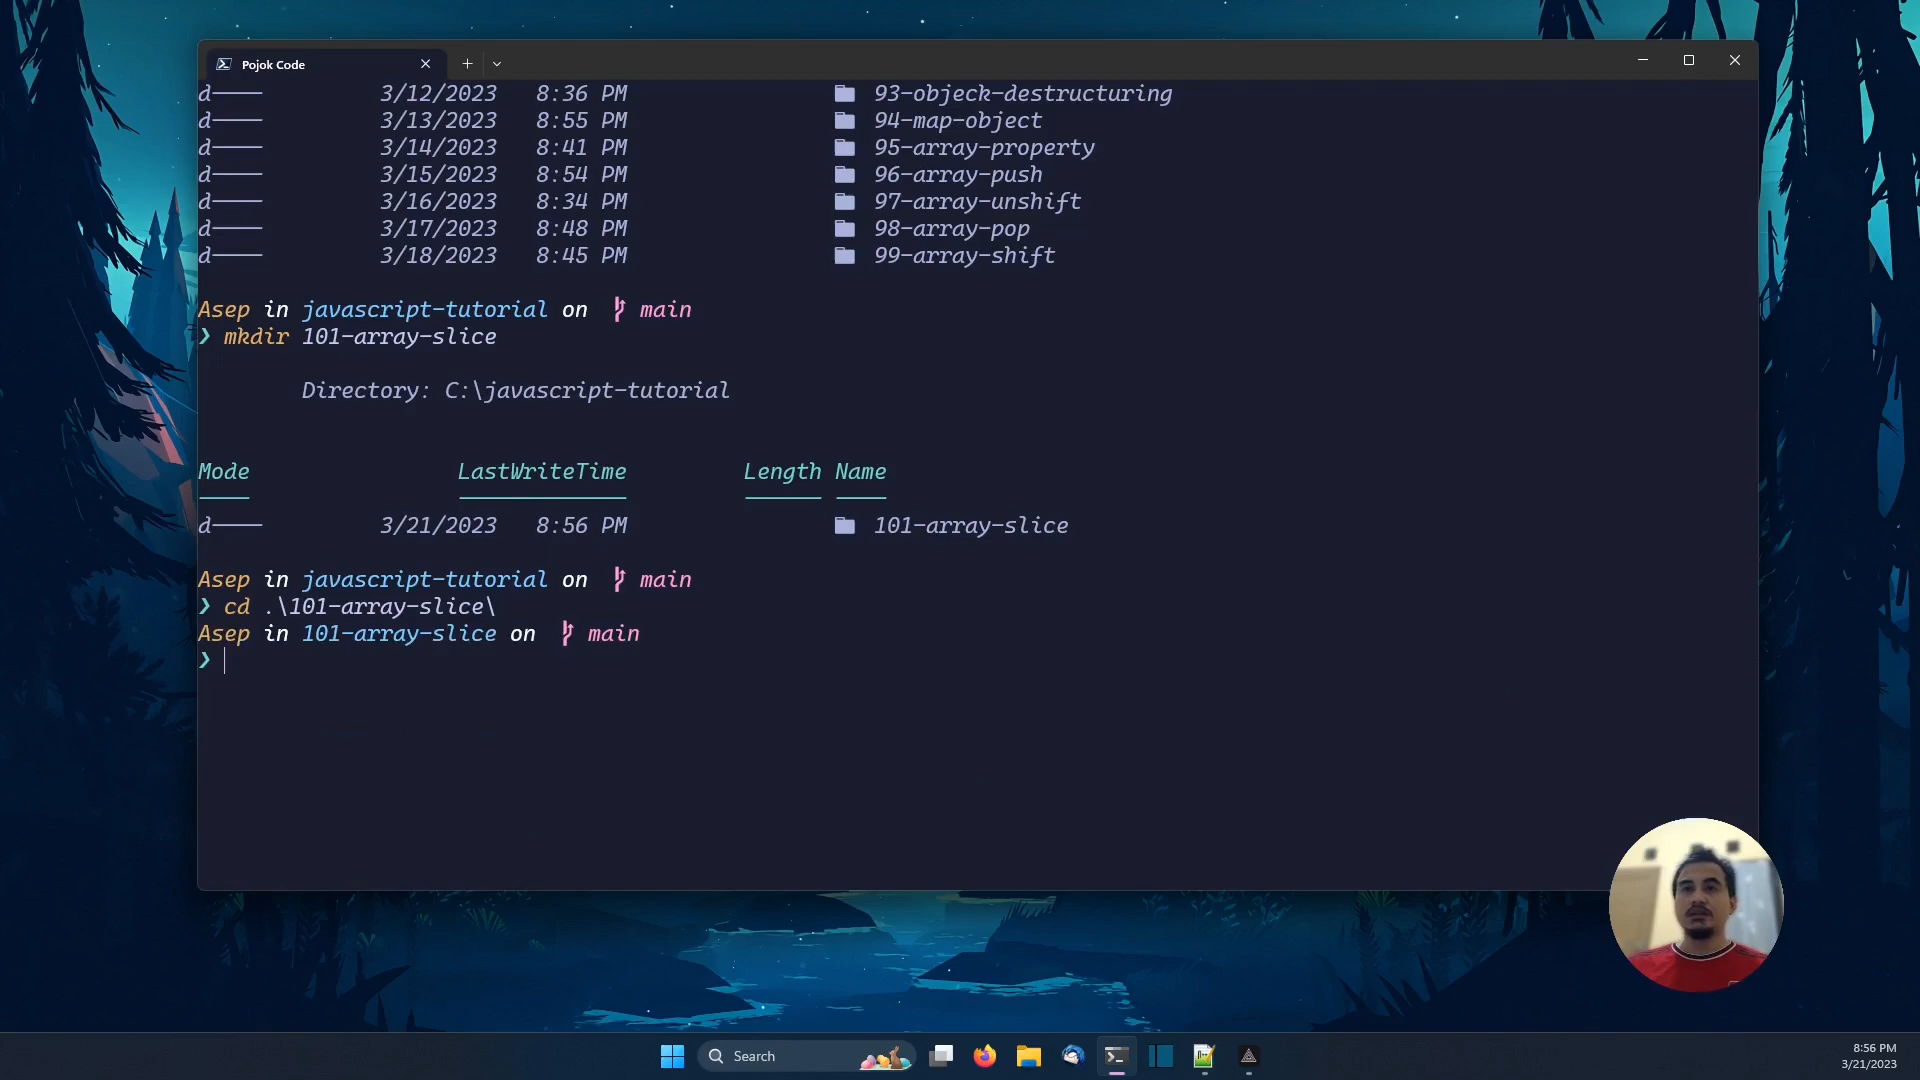 Pojok Code
d———— 3/12/2023 8:36 PM 93-objeck-destructuring
d———— 3/13/2023 8:55 PM 94-map-object
d———— 3/14/2023 8:41 PM 95-array-property
d———— 3/15/2023 8:54 PM 96-array-push
d———— 3/16/2023 8:34 PM 97-array-unshift
d———— 3/17/2023 8:48 PM 98-array-pop
d———— 3/18/2023 8:45 PM 99-array-shift
Asep in javascript-tutorial on main
❯ mkdir 101-array-slice
Directory: C:\javascript-tutorial
Mode LastWriteTime Length Name
d———— 3/21/2023 8:56 PM 101-array-slice
Asep in javascript-tutorial on main
❯ cd .\101-array-slice\
Asep in 101-array-slice on main
❯
Search
8:56 PM
3/21/2023